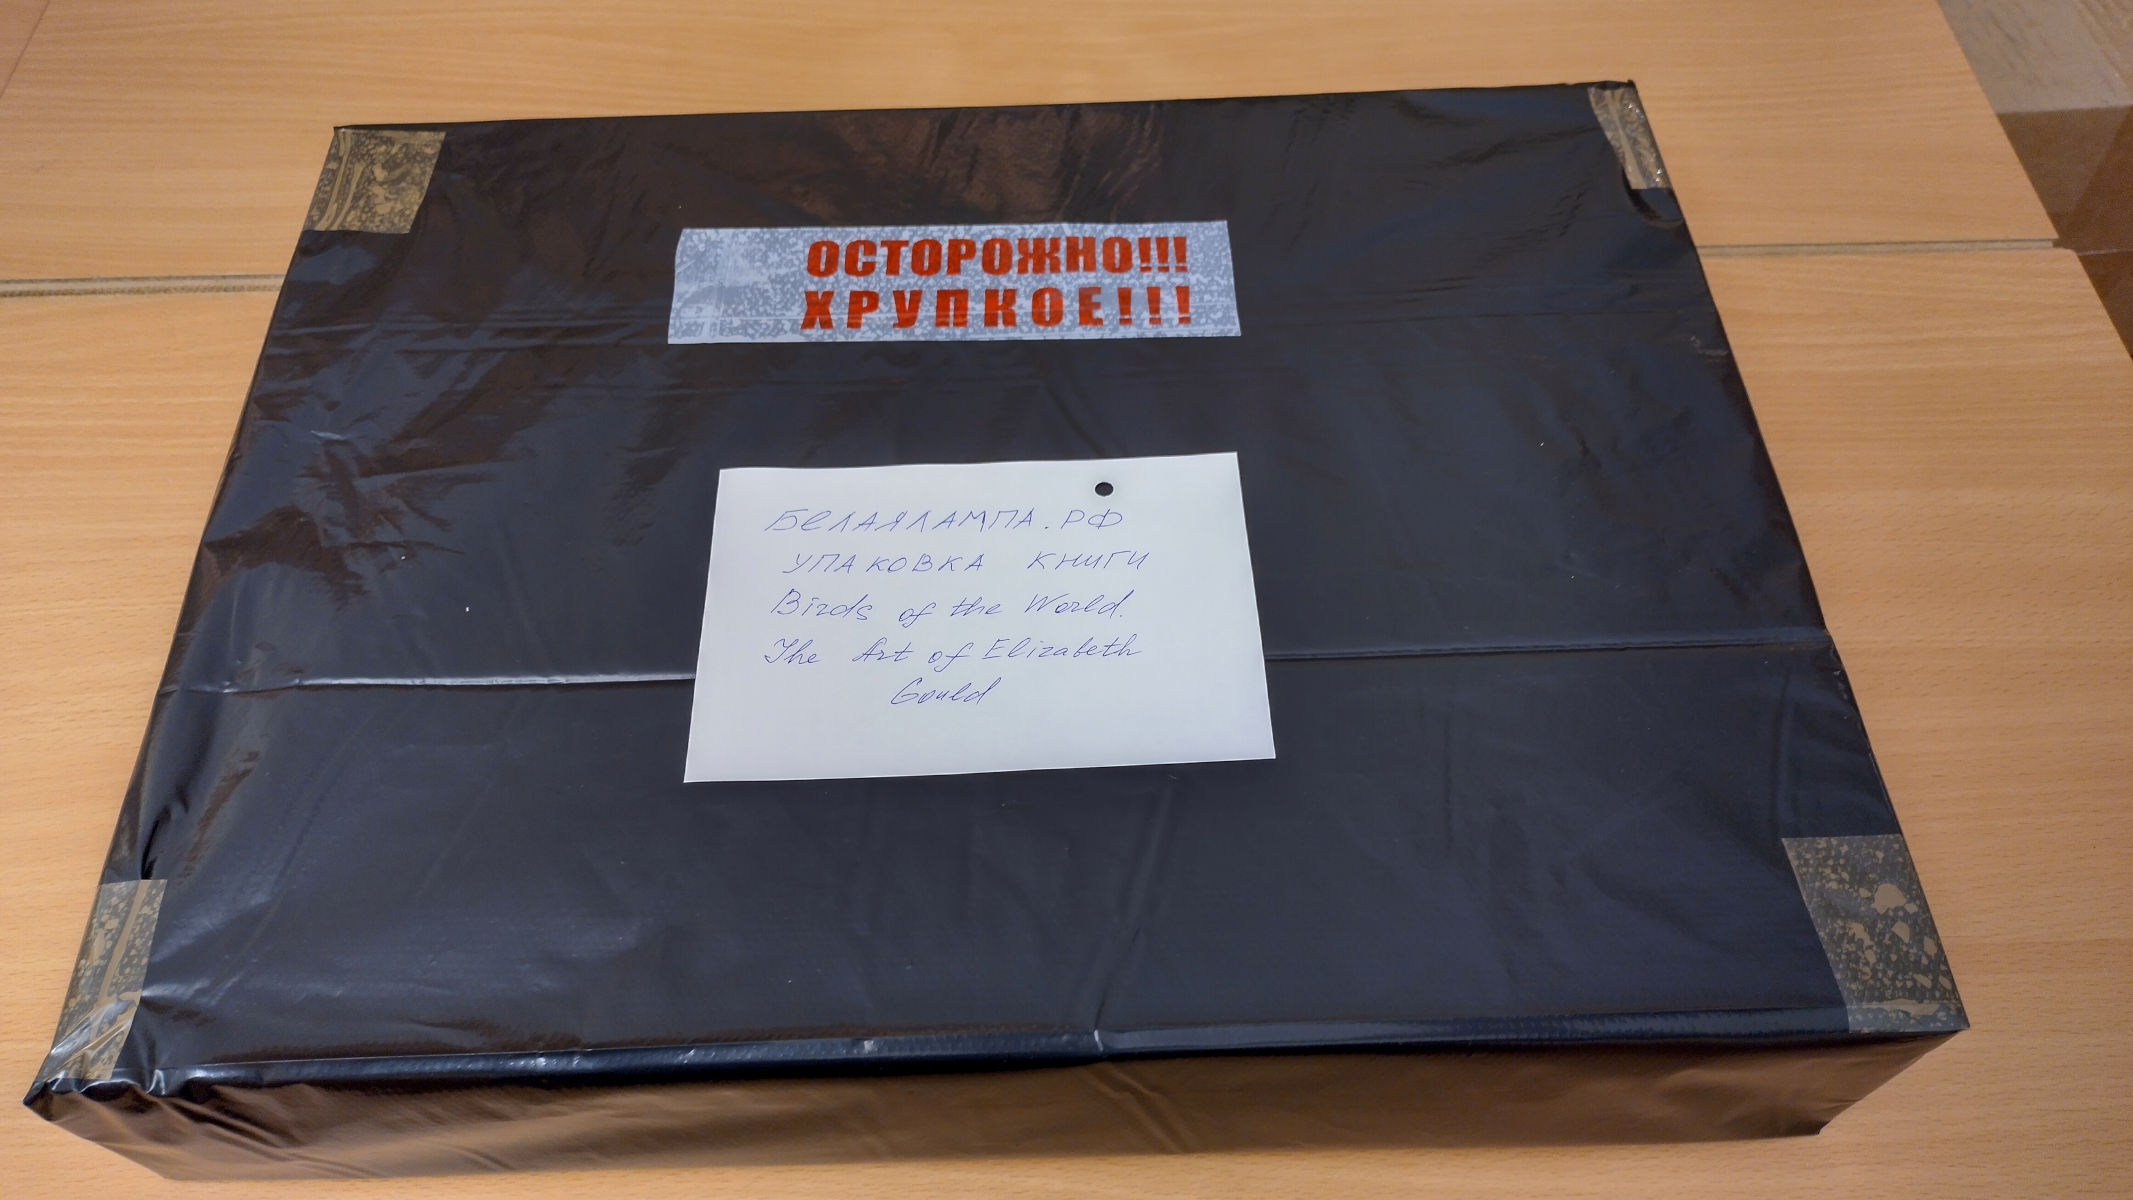 ОСТОРОЖНО!!!
ХРУПКОЕ!!!
БЕЛАЯЛАМПА.РФ
УПАКОВКА КНИГИ
Birds of the World.
The Art of Elizabeth
Gould